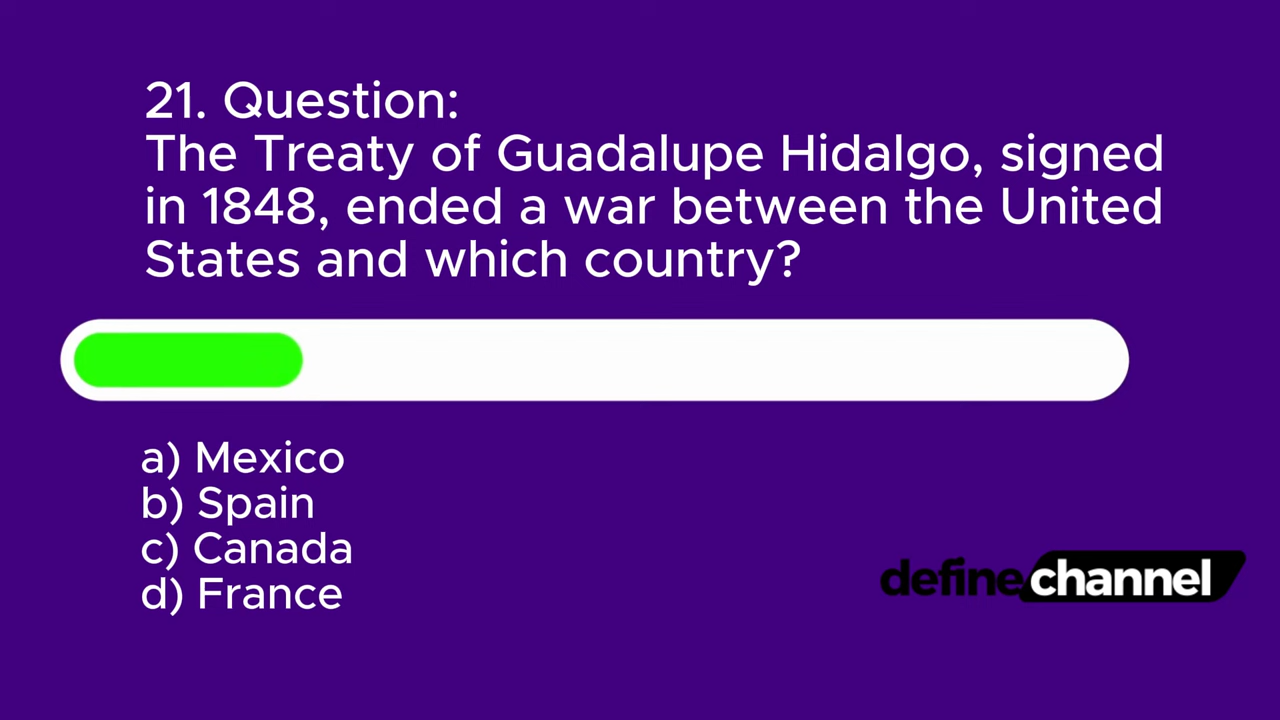 21. Question:
The Treaty of Guadalupe Hidalgo, signed
in 1848, ended a war between the United
States and which country?
a) Mexico
b) Spain
c) Canada
d) France
definechannel